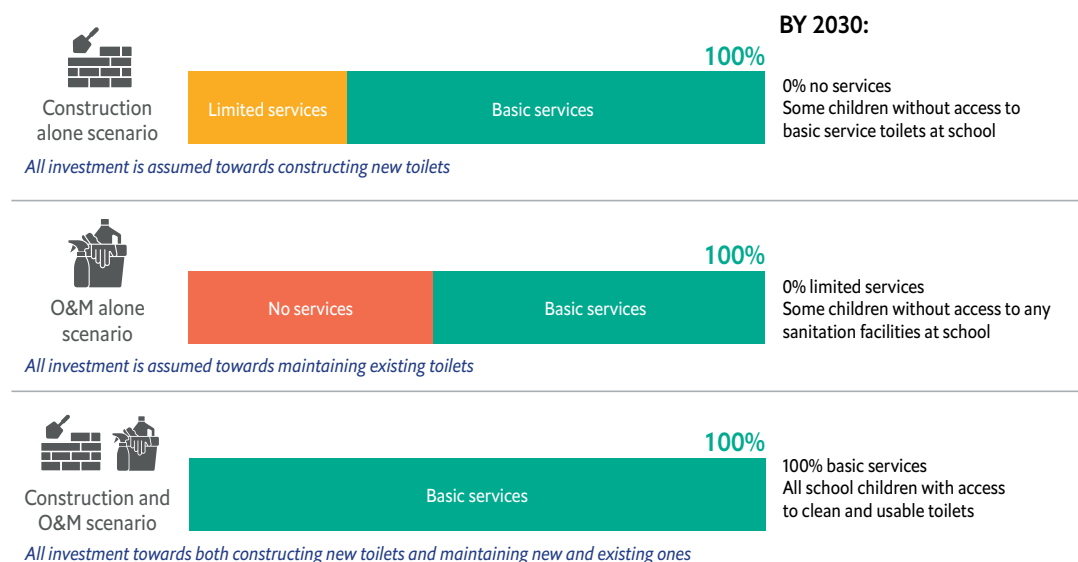 BY 2030:
100%
Construction
alone scenario
Limited services
Basic services
0% no services
Some children without access to
basic service toilets at school
All investment is assumed towards constructing new toilets
100%
O&M alone
scenario
No services
Basic services
0% limited services
Some children without access to any
sanitation facilities at school
All investment is assumed towards maintaining existing toilets
100%
Construction and
O&M scenario
Basic services
100% basic services
All school children with access
to clean and usable toilets
All investment towards both constructing new toilets and maintaining new and existing ones